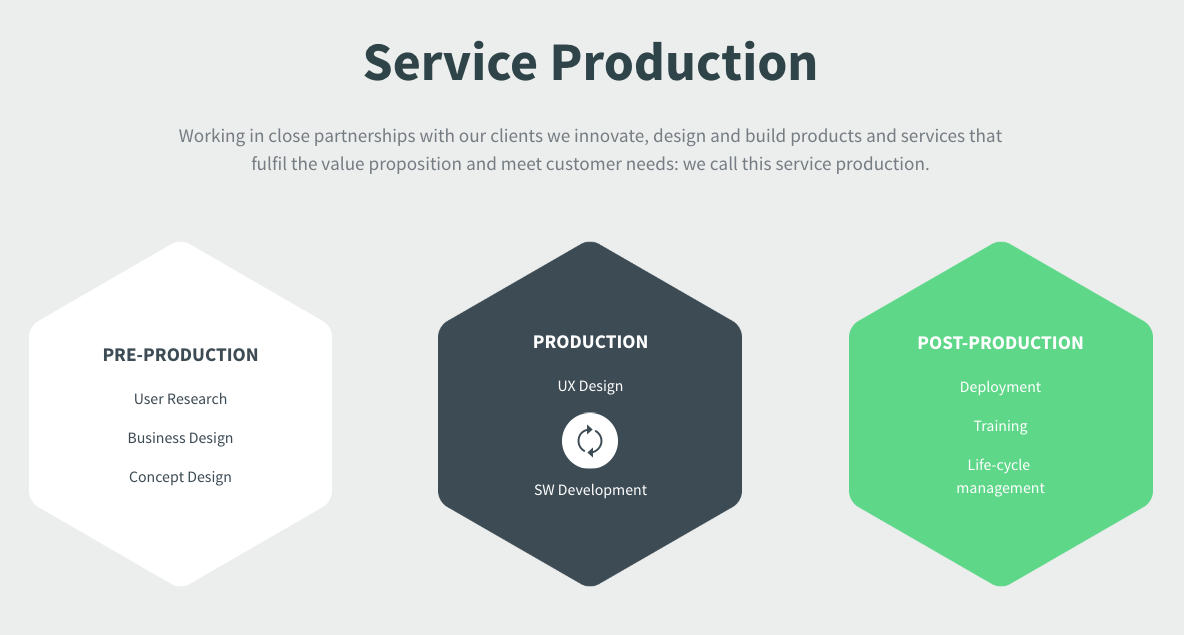 Service Production
Working in close partnerships with our clients we innovate, design and build products and services that
fulfil the value proposition and meet customer needs: we call this service production.
PRE-PRODUCTION
User Research
Business Design
Concept Design
PRODUCTION
UX Design
SW Development
POST-PRODUCTION
Deployment
Training
Life-cycle
management